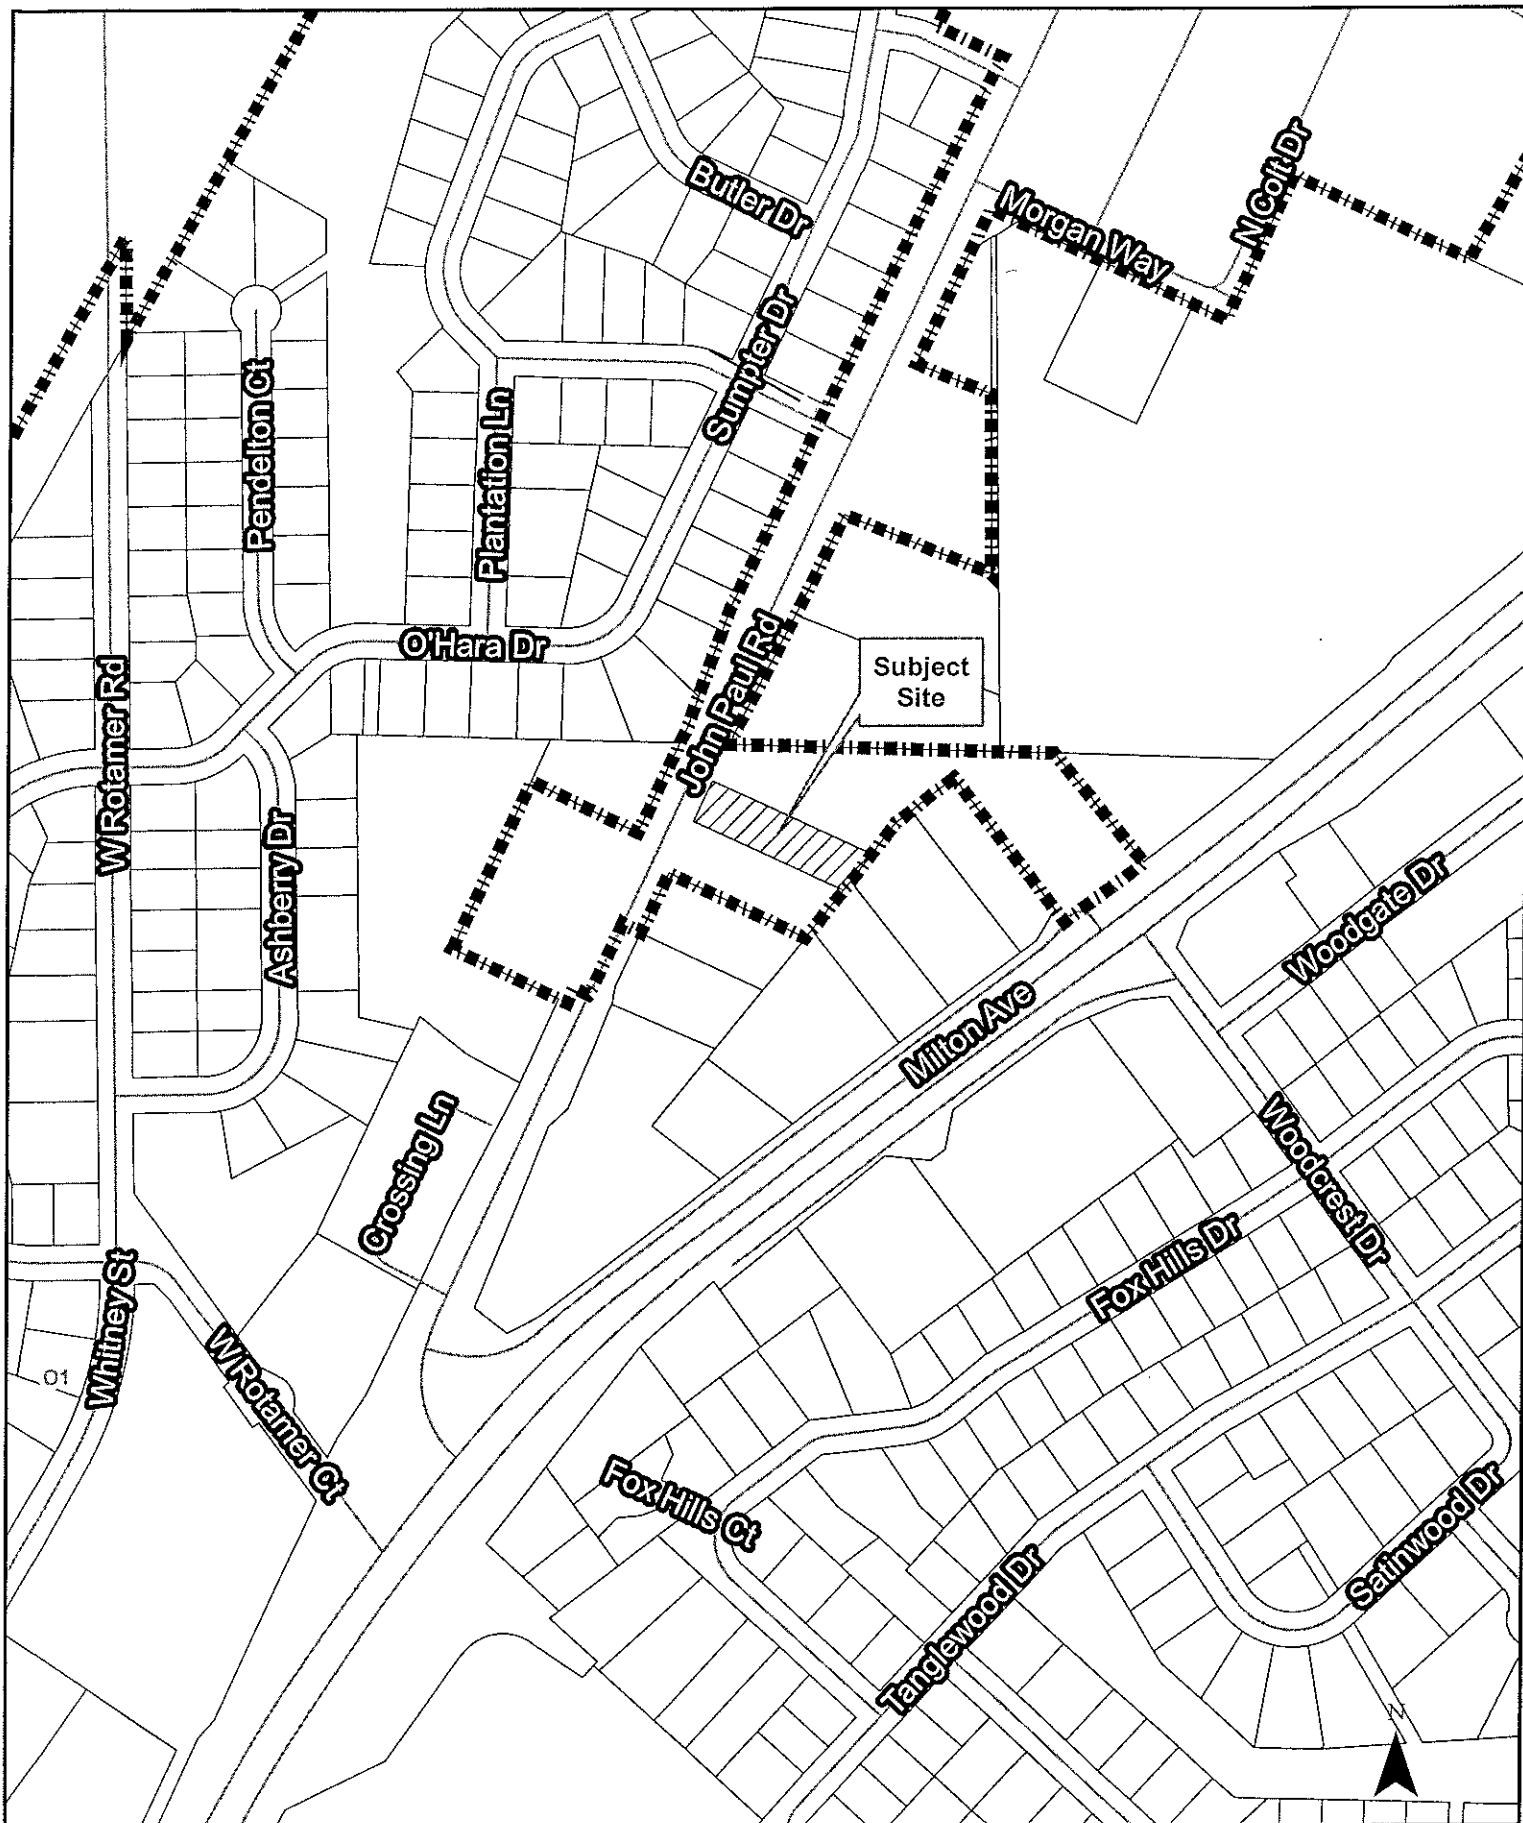 Butler Dr
Morgan Way
N Colt Dr
Sumpter Dr
Pendelton Ct
Plantation Ln
O'Hara Dr
John Paul Rd
Subject
Site
W Rotamer Rd
Ashberry Dr
Woodgate Dr
Milton Ave
Crossing Ln
Woodcrest Dr
Fox Hills Dr
Whitney St
01
W Rotamer Ct
Fox Hills Ct
Satinwood Dr
Tanglewood Dr
N